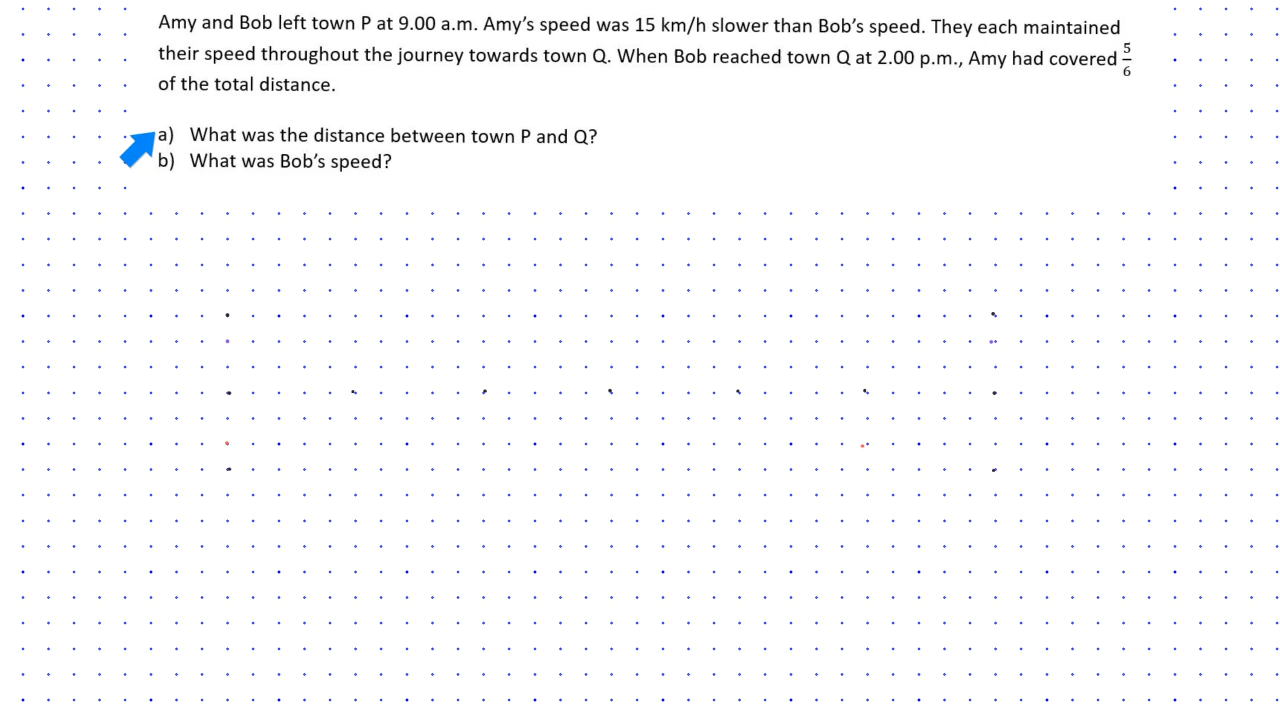 Amy and Bob left town P at 9.00 a.m. Amy’s speed was 15 km/h slower than Bob’s speed. They each maintained
their speed throughout the journey towards town Q. When Bob reached town Q at 2.00 p.m., Amy had covered 5/6
of the total distance.
a) What was the distance between town P and Q?
b) What was Bob’s speed?